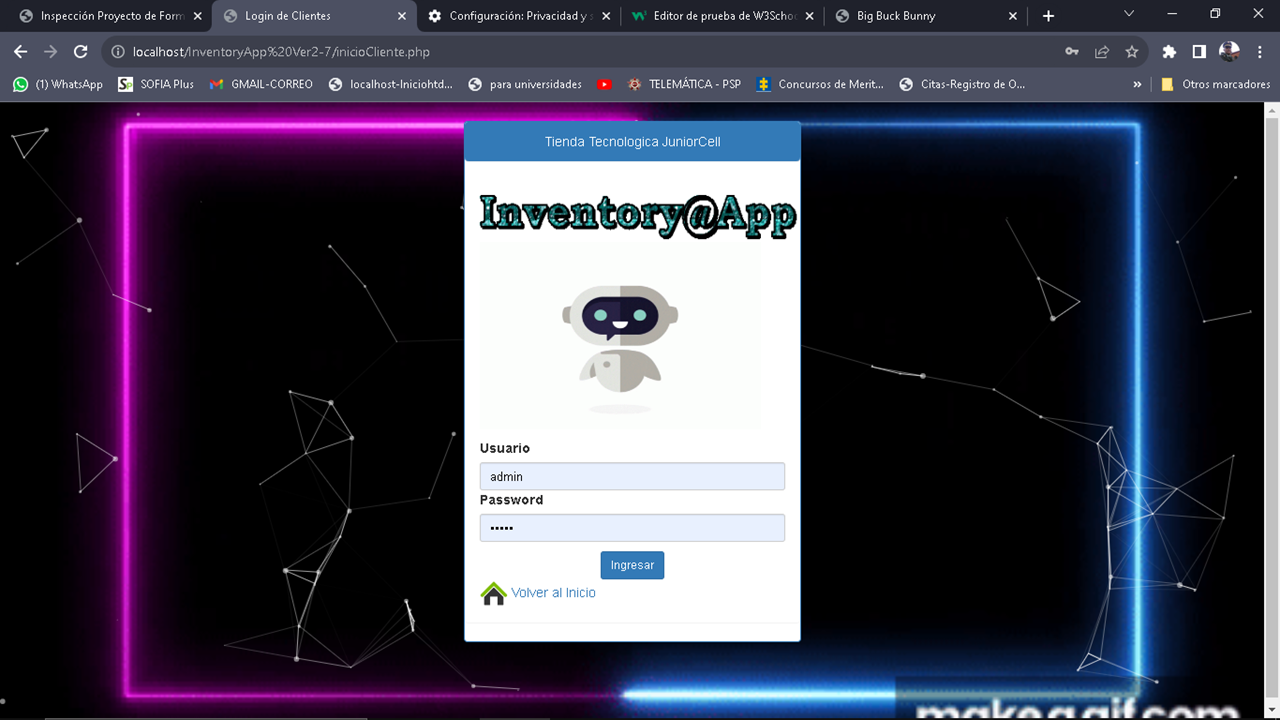 Inspección Proyecto de Form
Login de Clientes
Configuración: Privacidad y s
Editor de prueba de W3Schoo
Big Buck Bunny
localhost/InventoryApp%20Ver2-7/inicioCliente.php
(1) WhatsApp
SOFIA Plus
GMAIL-CORREO
localhost-Iniciohtd...
para universidades
TELEMÁTICA - PSP
Concursos de Merit...
Citas-Registro de O...
»
Otros marcadores
Tienda Tecnologica JuniorCell
Inventory@App
Usuario
admin
Password
•••••
Ingresar
Volver al Inicio
makeagif.com